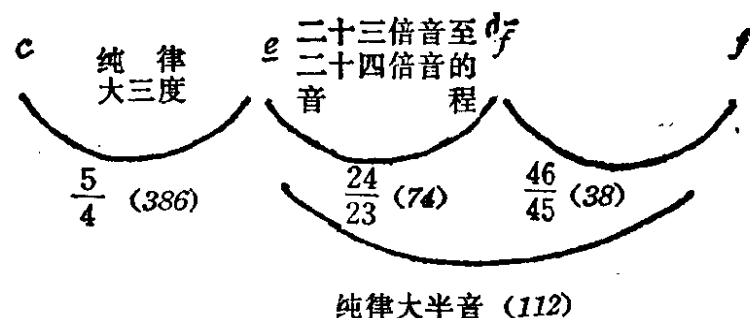 c 纯律 e 二十三倍音至 f f
大三度 二十四倍音的
音程
5/4 (386) 24/23 (74) 46/45 (38)
纯律大半音 (112)